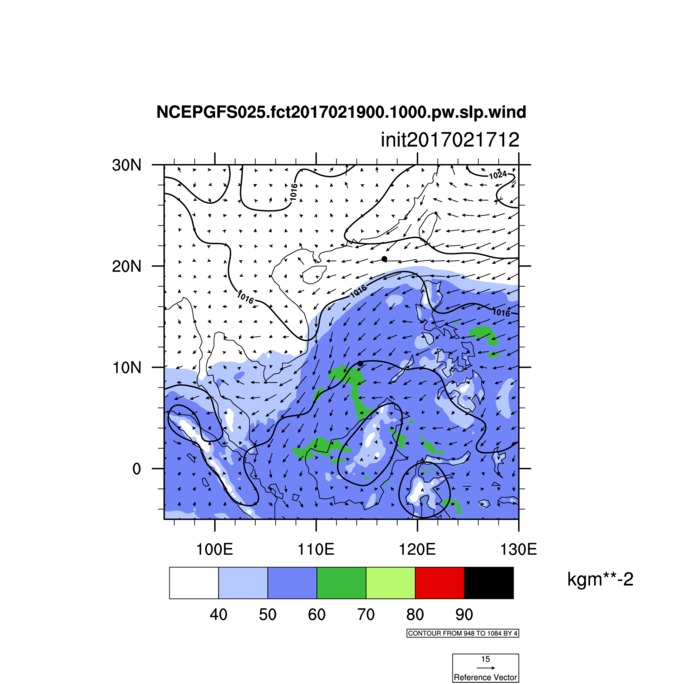 NCEPGFS025.fct2017021900.1000.pw.slp.wind
init2017021712
30N
1024
1016
20N
1016
1016
1016
10N
0
100E 110E 120E 130E
kgm**-2
40 50 60 70 80 90
CONTOUR FROM 948 TO 1084 BY 4
15
Reference Vector